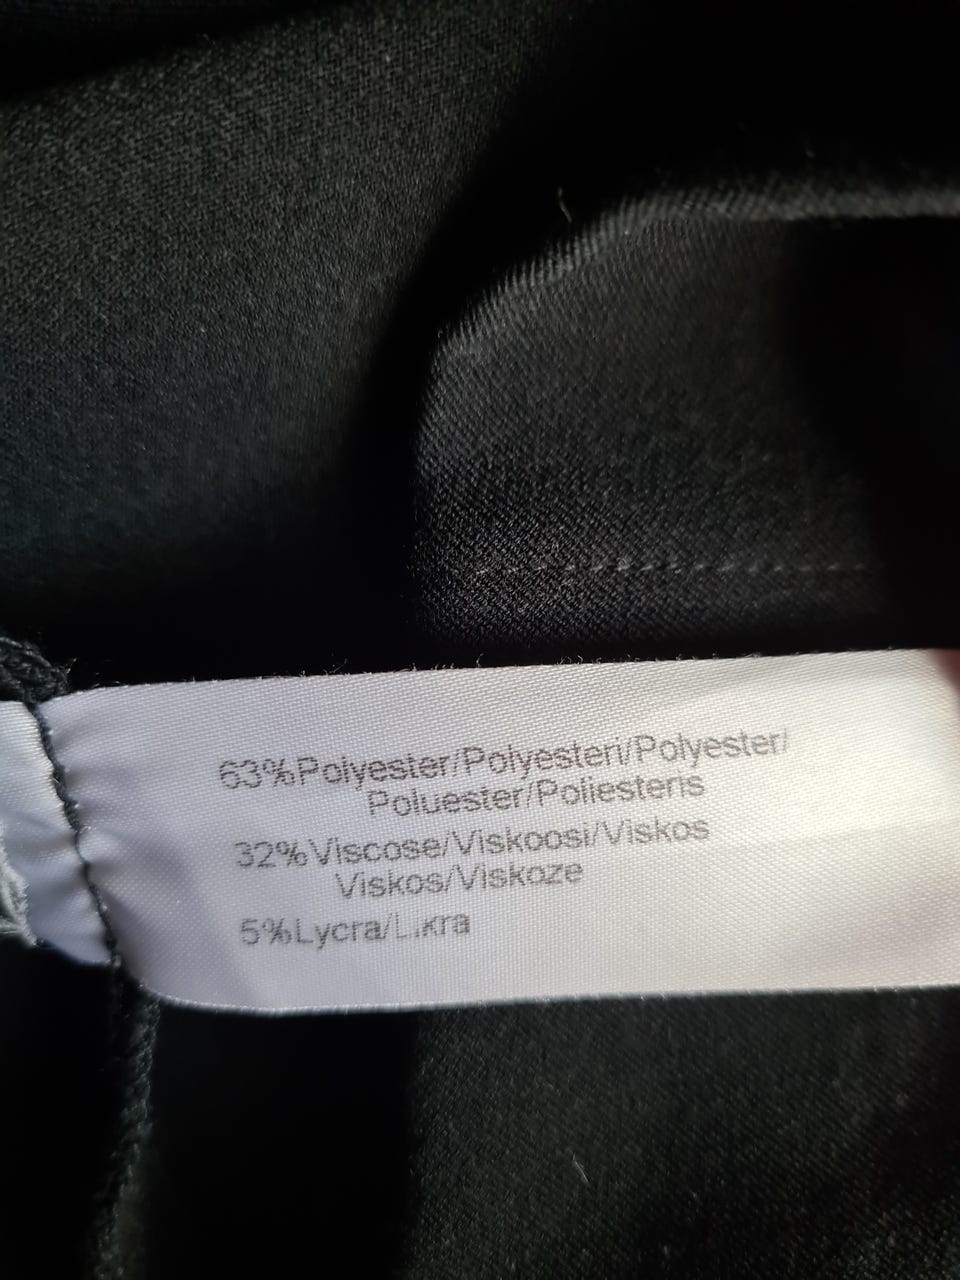 63%Polyester/Polyesteri/Polyester/
Poluester/Poliesteris
32%Viscose/Viskoosi/Viskos
Viskos/Viskoze
5%Lycra/Likra